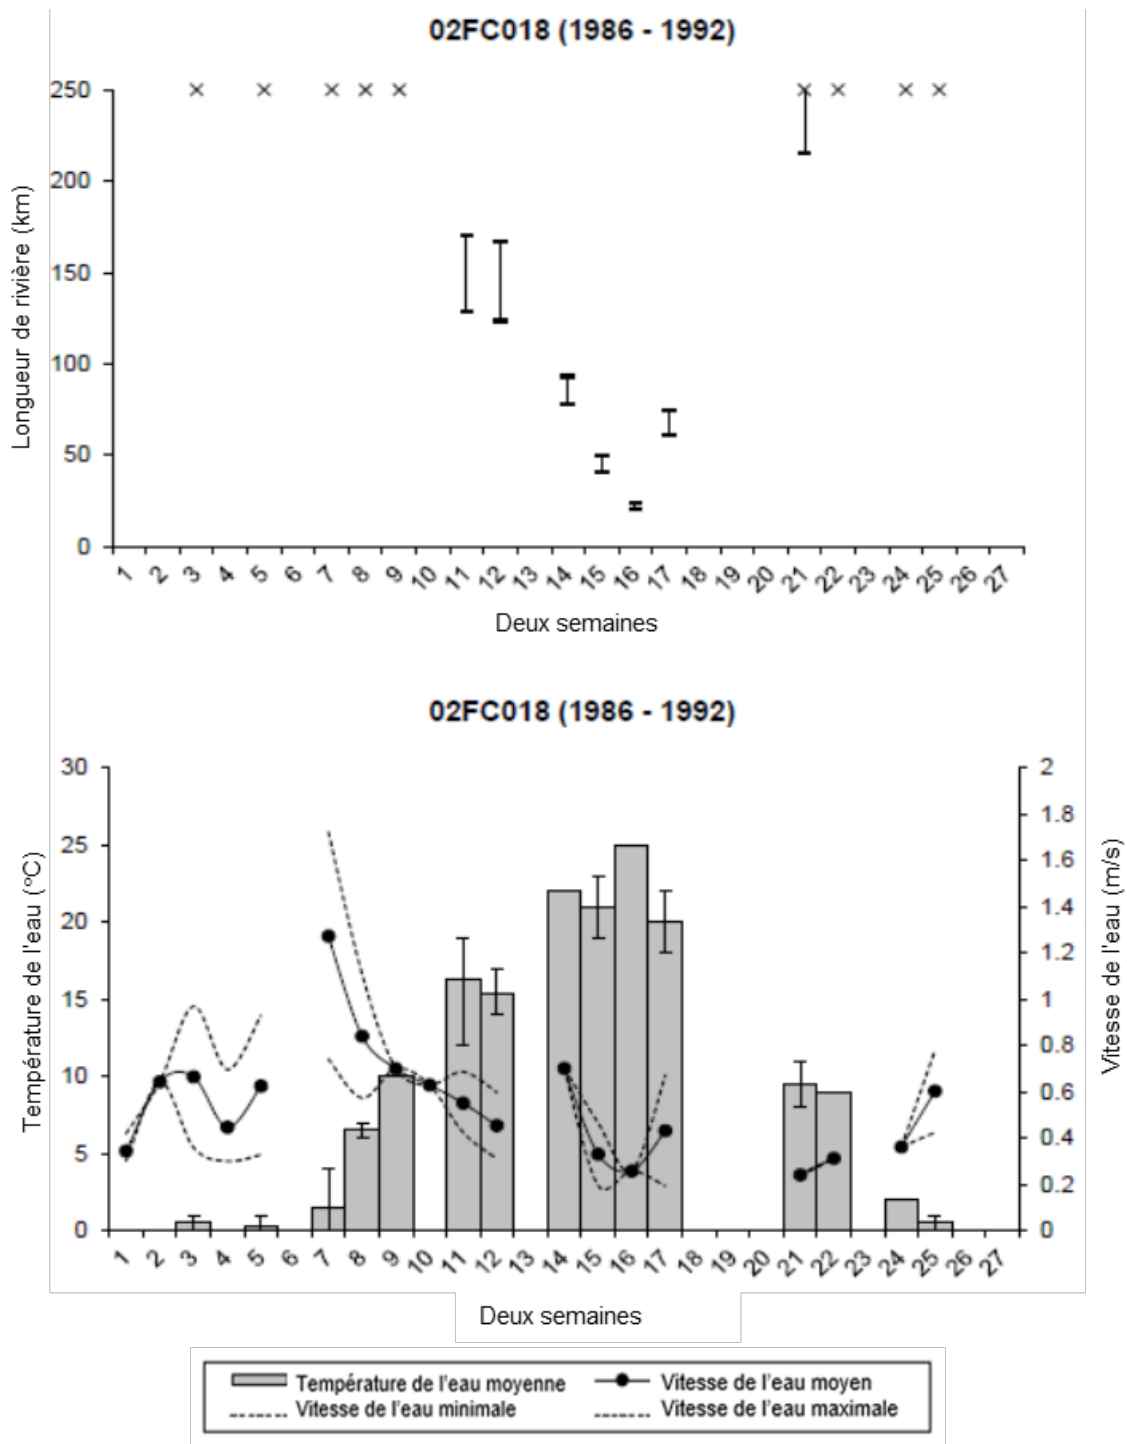 02FC018 (1986 - 1992)
250
200
150
100
50
0
Longueur de rivière (km)
1 2 3 4 5 6 7 8 9 10 11 12 13 14 15 16 17 18 19 20 21 22 24 25 26 27
Deux semaines
02FC018 (1986 - 1992)
30
25
20
15
10
5
0
Température de l'eau (°C)
2
1.8
1.6
1.4
1.2
1
0.8
0.6
0.4
0.2
0
Vitesse de l'eau (m/s)
1 2 3 4 5 6 7 8 9 10 11 12 13 14 15 16 17 18 19 20 21 22 23 24 25 26 27
Deux semaines
Température de l'eau moyenne
Vitesse de l'eau moyen
Vitesse de l'eau minimale
Vitesse de l'eau maximale